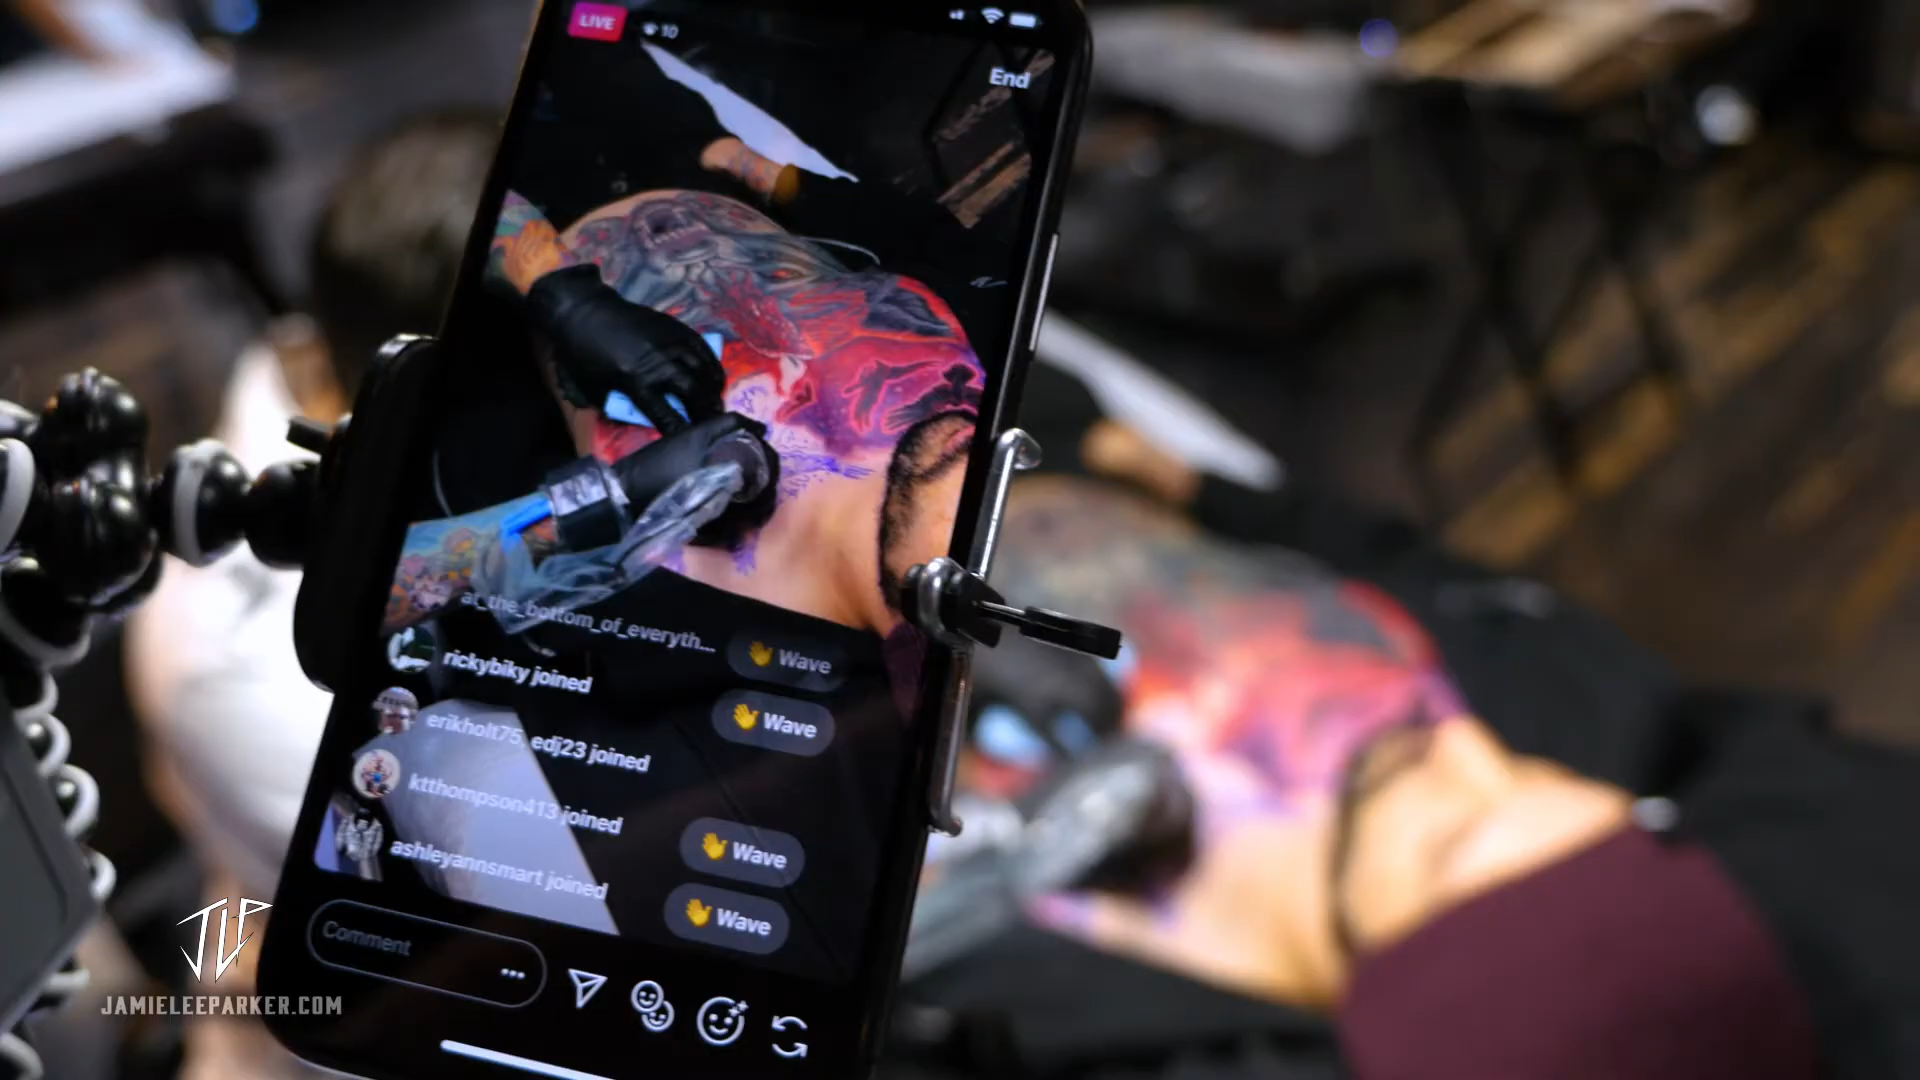 LIVE
10
End
at_the_bottom_of_everyth...
Wave
rickybiky joined
Wave
erikholt75, edj23 joined
ktthompson413 joined
Wave
ashleyannsmart joined
Wave
Comment
JLP
JAMIELEEPARKER.COM